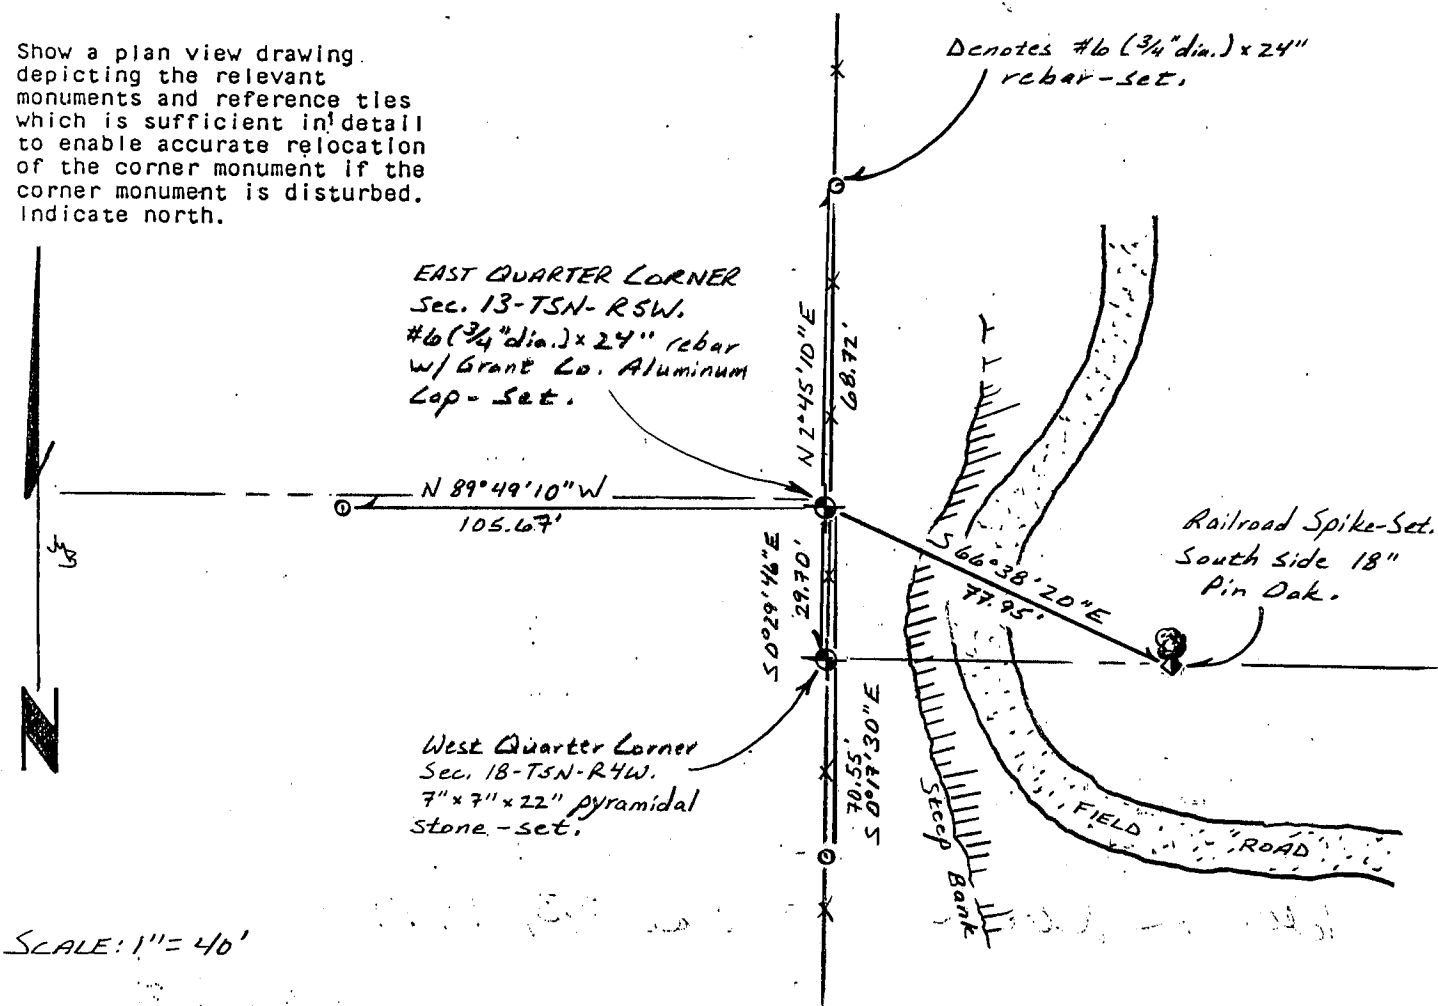 Show a plan view drawing
depicting the relevant
monuments and reference ties
which is sufficient in detail
to enable accurate relocation
of the corner monument if the
corner monument is disturbed.
Indicate north.
Denotes #6 (3/4" dia.) x 24"
rebar-set.
EAST QUARTER CORNER
Sec. 13-T5N-R5W.
#6 (3/4" dia.) x 24" rebar
w/ Grant Co. Aluminum
Cap-Set.
N 2°45'10" E
68.72'
N 89°49'10" W
105.67'
S 0°29'46" E
29.70'
S 66°38'20" E
77.95'
Railroad Spike-Set.
South side 18"
Pin Oak.
West Quarter Corner
Sec. 18-T5N-R4W.
7" x 7" x 22" pyramidal
stone-set.
70.55'
S 0°17'30" E
Steep Bank
FIELD ROAD
N
SCALE: 1" = 40'